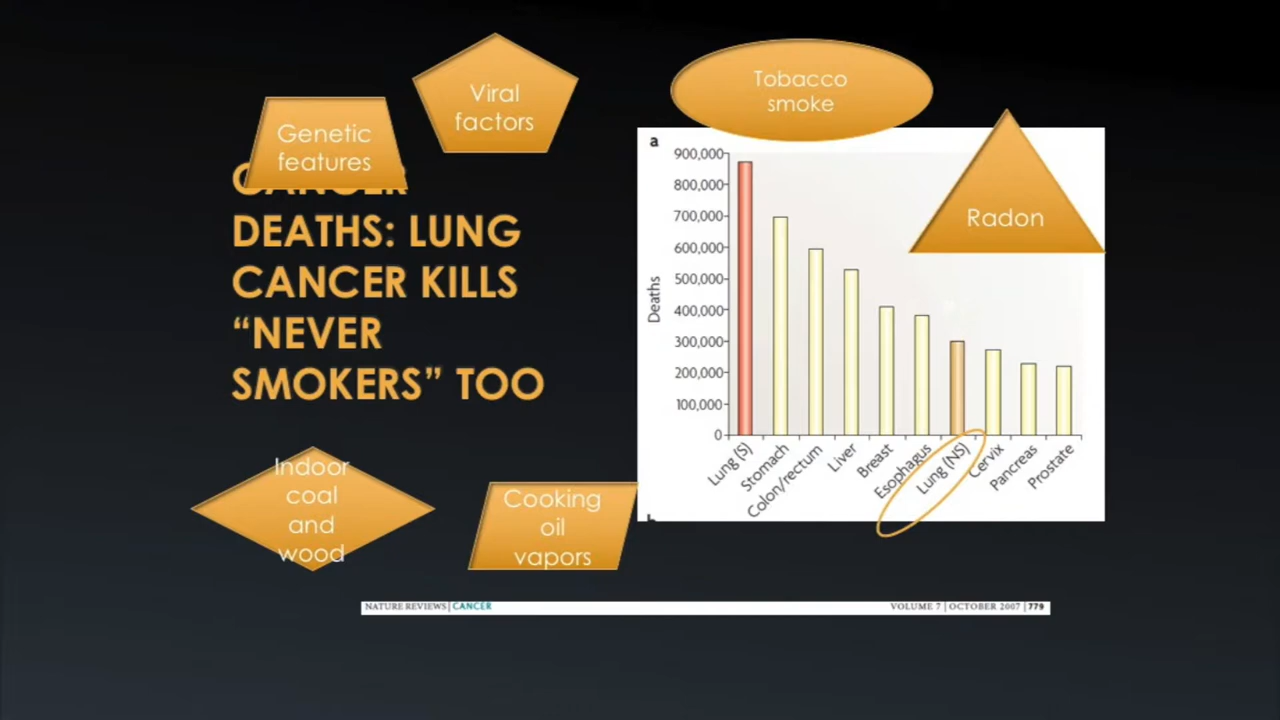 Viral
factors
Tobacco
smoke
Genetic
features
CANCER
DEATHS: LUNG
CANCER KILLS
“NEVER
SMOKERS” TOO
a
Radon
900,000
800,000
700,000
600,000
500,000
400,000
300,000
200,000
100,000
0
Deaths
Lung (S)
Stomach
Colon/rectum
Liver
Breast
Esophagus
Lung (NS)
Cervix
Pancreas
Prostate
Indoor
coal
and
wood
Cooking
oil
vapors
NATURE REVIEWS | CANCER
VOLUME 7 | OCTOBER 2007 | 779